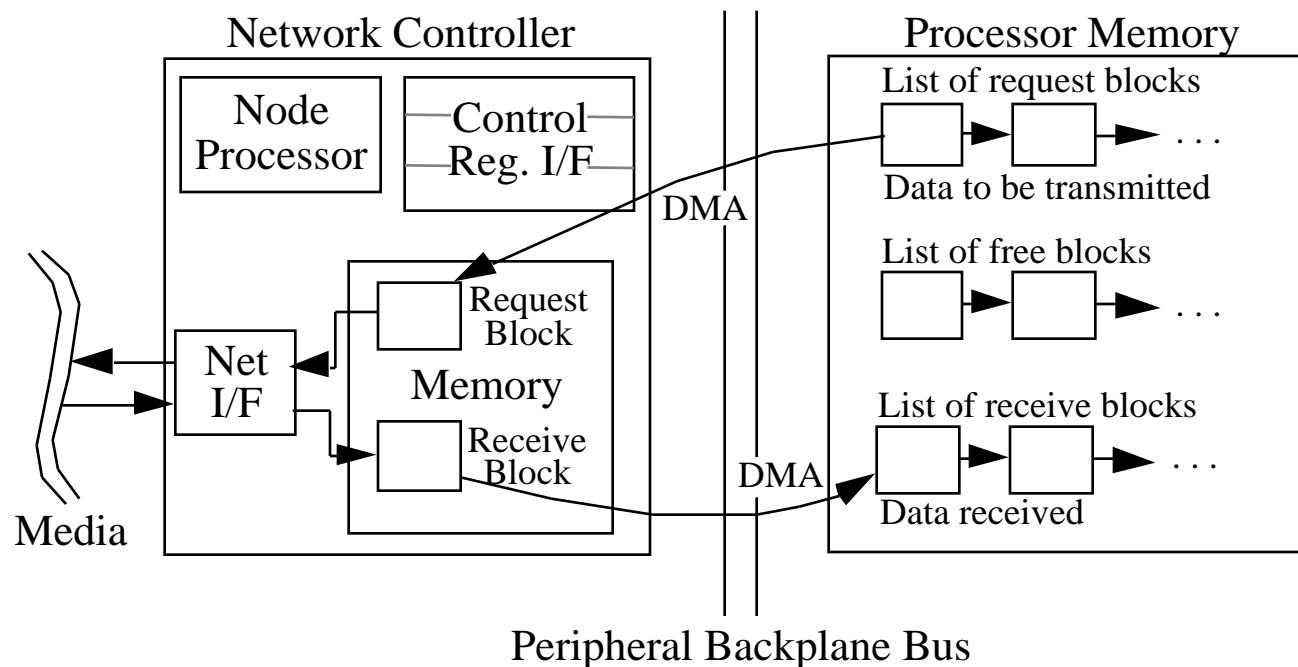 Network Controller
Processor Memory
Node
Processor
Control
Reg. I/F
List of request blocks
. . .
Data to be transmitted
DMA
List of free blocks
. . .
Request
Block
Memory
Net
I/F
Receive
Block
List of receive blocks
. . .
DMA
Data received
Media
Peripheral Backplane Bus